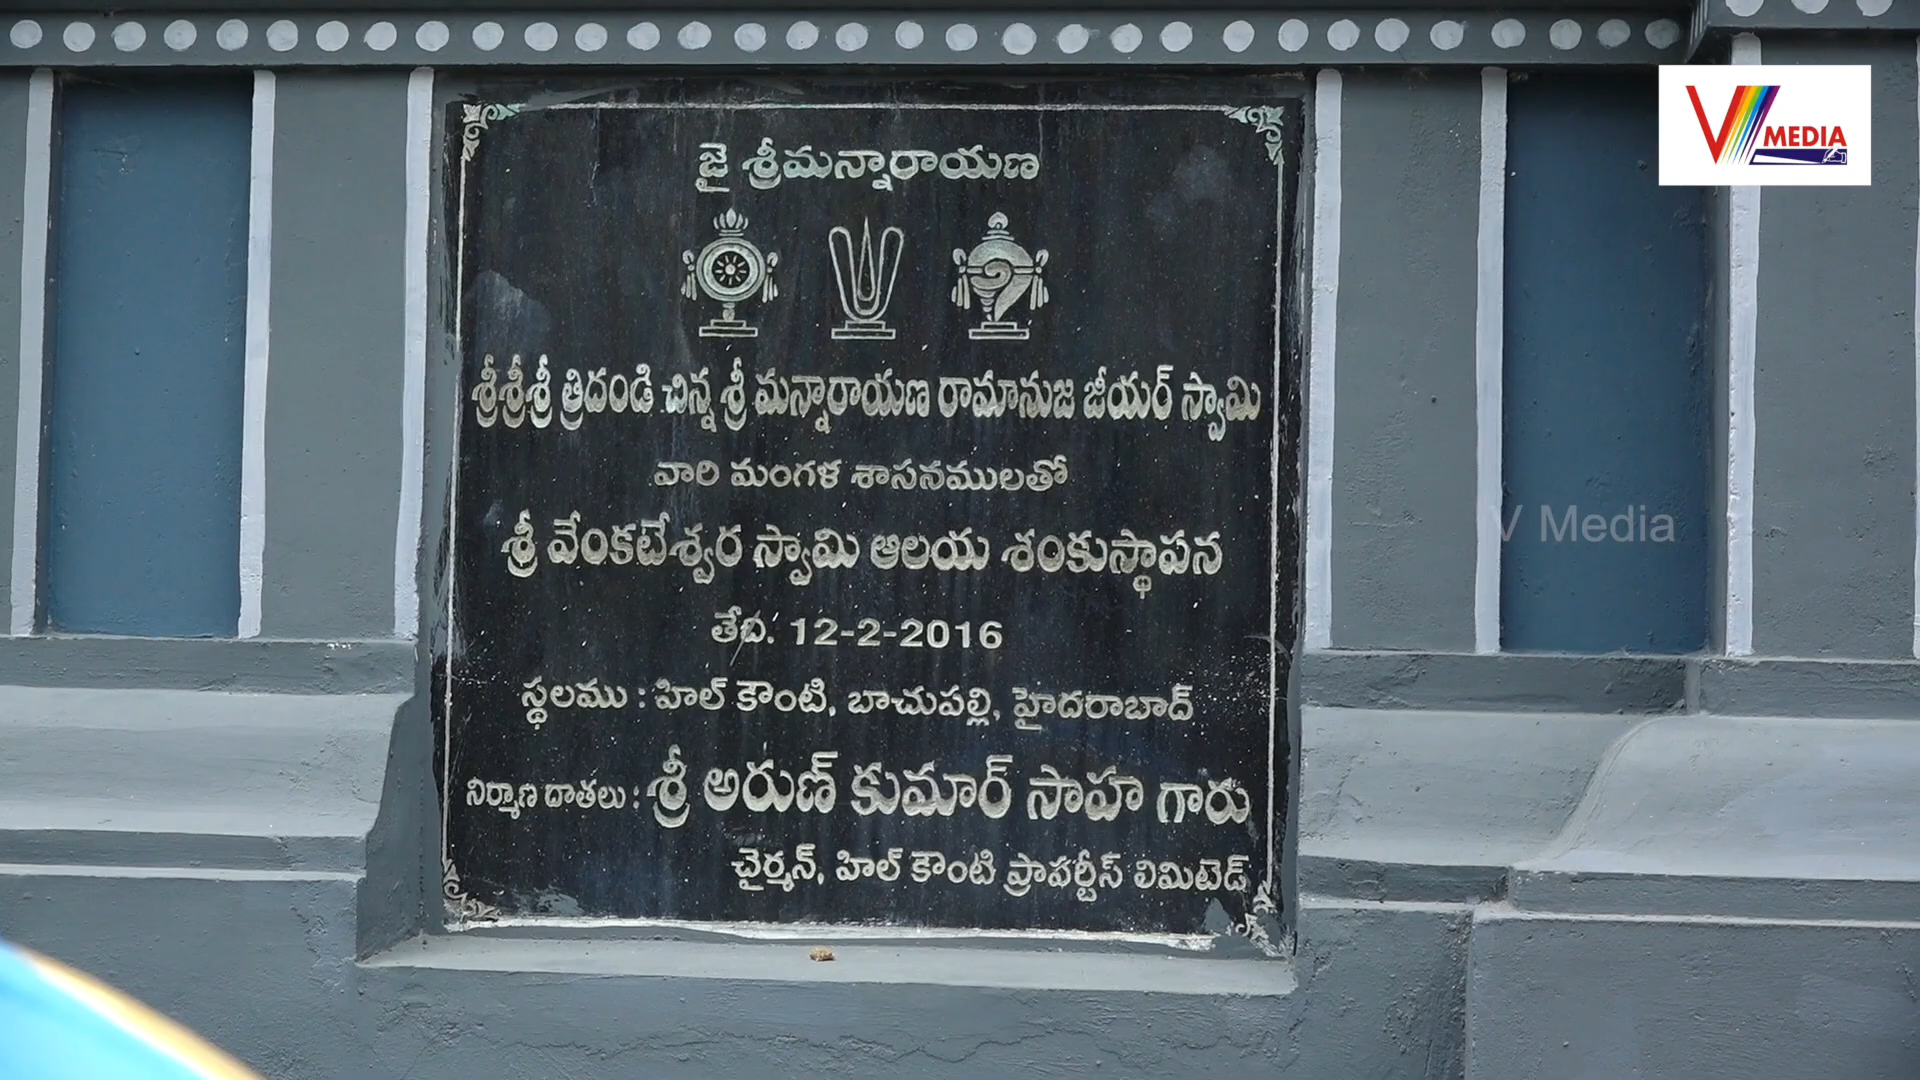 జై శ్రీమన్నారాయణ
శ్రీశ్రీశ్రీ త్రిదండి చిన్న శ్రీ మన్నారాయణ రామానుజ జీయర్ స్వామి
వారి మంగళ శాసనములతో
శ్రీ వేంకటేశ్వర స్వామి ఆలయ శంకుస్థాపన
తేది: 12-2-2016
స్థలము : హిల్ కౌంటి, బాచుపల్లి, హైదరాబాద్
నిర్మాణ దాతలు : శ్రీ అరుణ్ కుమార్ సాహ గారు
చైర్మన్, హిల్ కౌంటి ప్రాపర్టీస్ లిమిటెడ్
V MEDIA
V Media